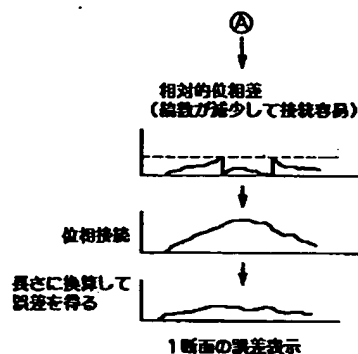 Ⓐ
相対的位相差
(縞数が減少して接続容易)
位相接続
長さに換算して
誤差を得る
1断面の誤差表示